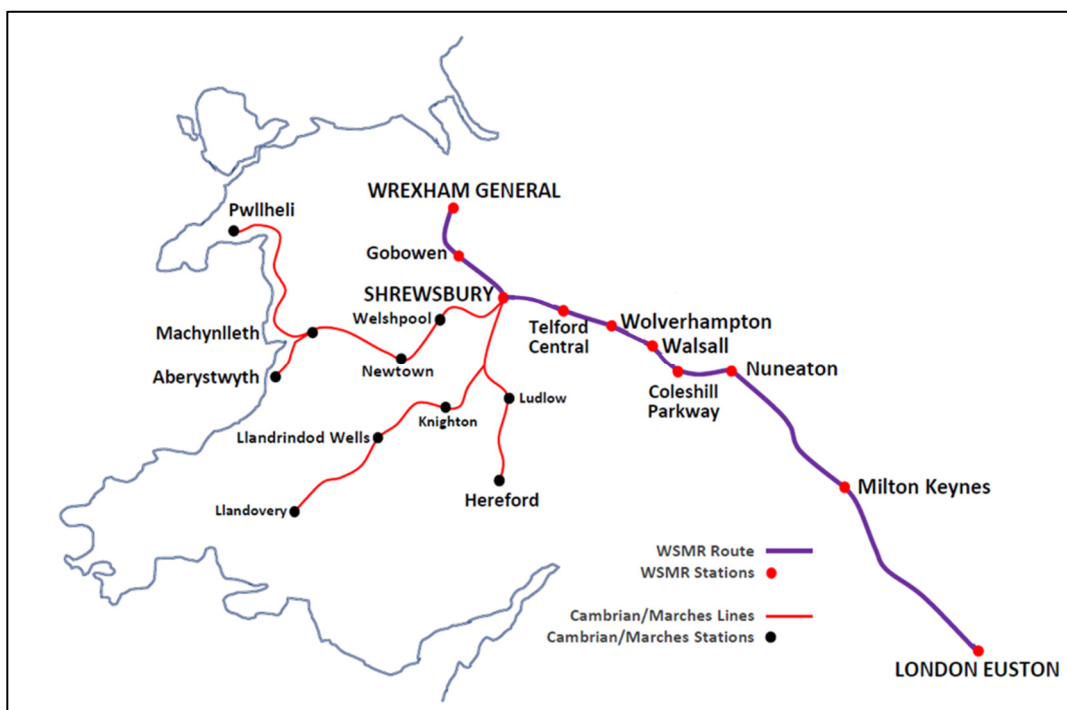 WREXHAM GENERAL
Pwllheli
Gobowen
SHREWSBURY
Welshpool
Machynlleth
Telford
Central
Wolverhampton
Walsall
Newtown
Aberystwyth
Coleshill
Parkway
Nuneaton
Ludlow
Knighton
Llandrindod Wells
Hereford
Milton Keynes
Llandovery
WSMR Route
WSMR Stations
Cambrian/Marches Lines
Cambrian/Marches Stations
LONDON EUSTON